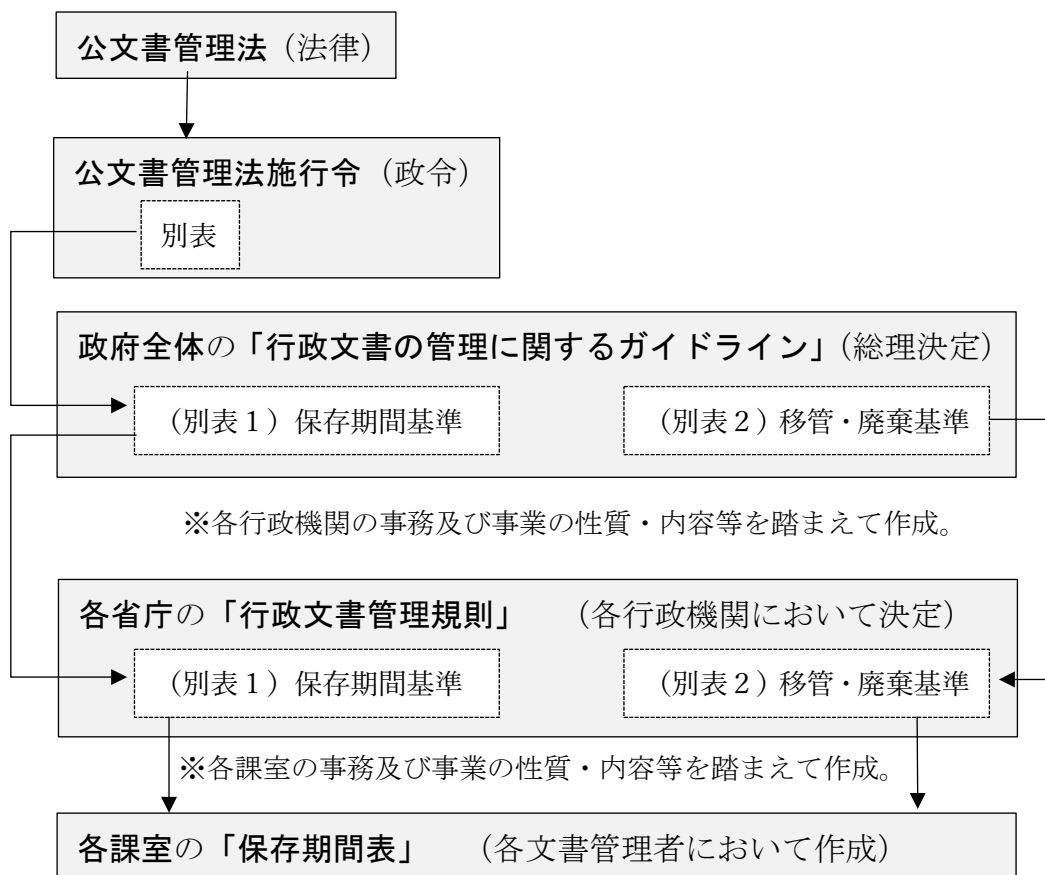 公文書管理法（法律）
公文書管理法施行令（政令）
別表
政府全体の「行政文書の管理に関するガイドライン」（総理決定）
（別表１）保存期間基準
（別表２）移管・廃棄基準
※各行政機関の事務及び事業の性質・内容等を踏まえて作成。
各省庁の「行政文書管理規則」　（各行政機関において決定）
（別表１）保存期間基準
（別表２）移管・廃棄基準
※各課室の事務及び事業の性質・内容等を踏まえて作成。
各課室の「保存期間表」　（各文書管理者において作成）